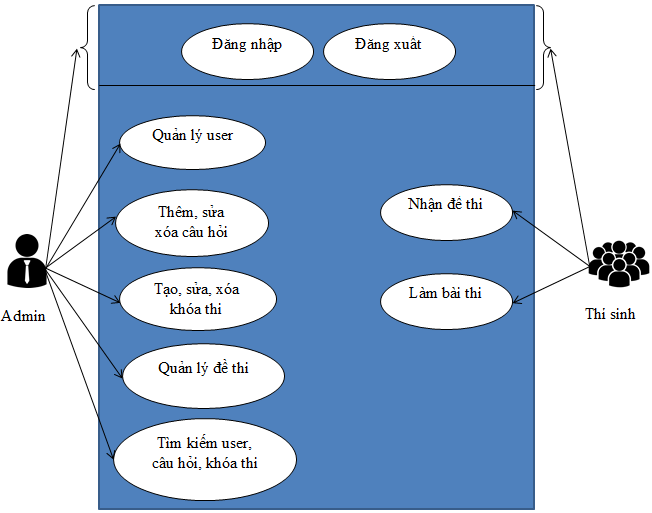 Đăng nhập
Đăng xuất
Quản lý user
Thêm, sửa
xóa câu hỏi
Nhận đề thi
Tạo, sửa, xóa
khóa thi
Làm bài thi
Admin
Thí sinh
Quản lý đề thi
Tìm kiếm user,
câu hỏi, khóa thi